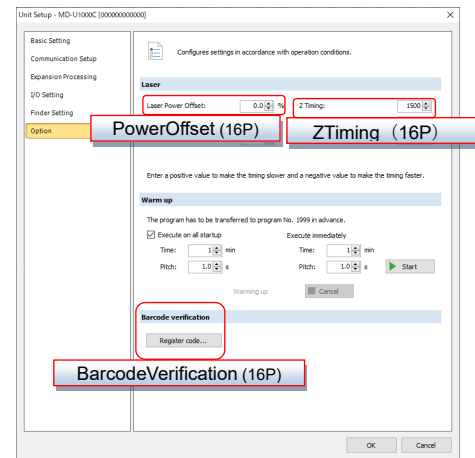 Unit Setup - MD-U1000C [000000000000]
Basic Setting
Communication Setup
Expansion Processing
I/O Setting
Finder Setting
Option
Configures settings in accordance with operation conditions.
Laser
Laser Power Offset: 0.0 % Z Timing: 1500
PowerOffset (16P) ZTiming（16P）
Enter a positive value to make the timing slower and a negative value to make the timing faster.
Warm up
The program has to be transferred to program No. 1999 in advance.
Execute on all startup Execute immediately
Time: 1 min Time: 1 min
Pitch: 1.0 s Pitch: 1.0 s Start
Warming up Cancel
Barcode verification
Register code...
BarcodeVerification (16P)
OK Cancel